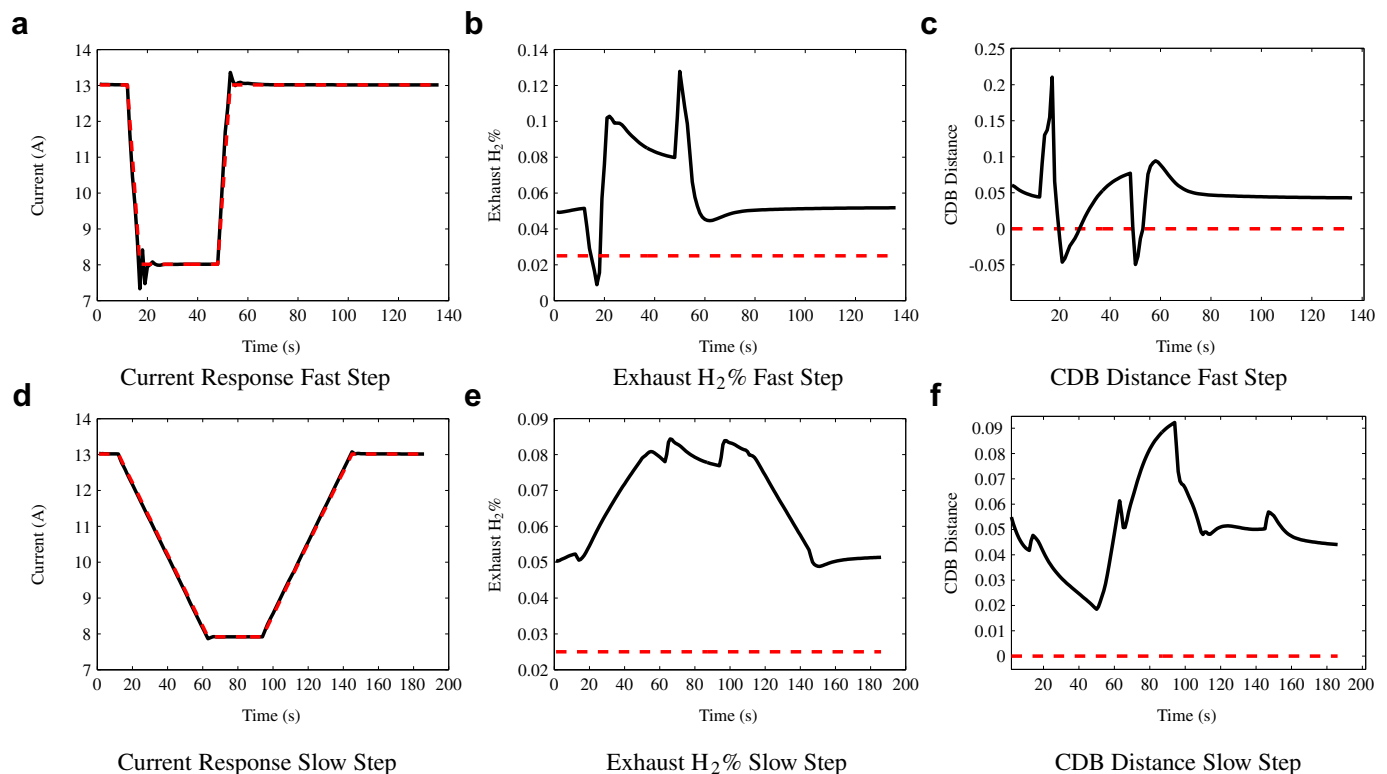 a
b
c
14
13
12
11
10
9
8
7
Current (A)
0 20 40 60 80 100 120 140
Time (s)
Current Response Fast Step
0.14
0.12
0.1
0.08
0.06
0.04
0.02
0
Exhaust H2%
0 20 40 60 80 100 120 140
Time (s)
Exhaust H2% Fast Step
0.25
0.2
0.15
0.1
0.05
0
-0.05
CDB Distance
20 40 60 80 100 120 140
Time (s)
CDB Distance Fast Step
d
e
f
14
13
12
11
10
9
8
7
Current (A)
0 20 40 60 80 100 120 140 160 180 200
Time (s)
Current Response Slow Step
0.09
0.08
0.07
0.06
0.05
0.04
0.03
0.02
Exhaust H2%
0 20 40 60 80 100 120 140 160 180 200
Time (s)
Exhaust H2% Slow Step
0.09
0.08
0.07
0.06
0.05
0.04
0.03
0.02
0.01
0
CDB Distance
20 40 60 80 100 120 140 160 180 200
Time (s)
CDB Distance Slow Step